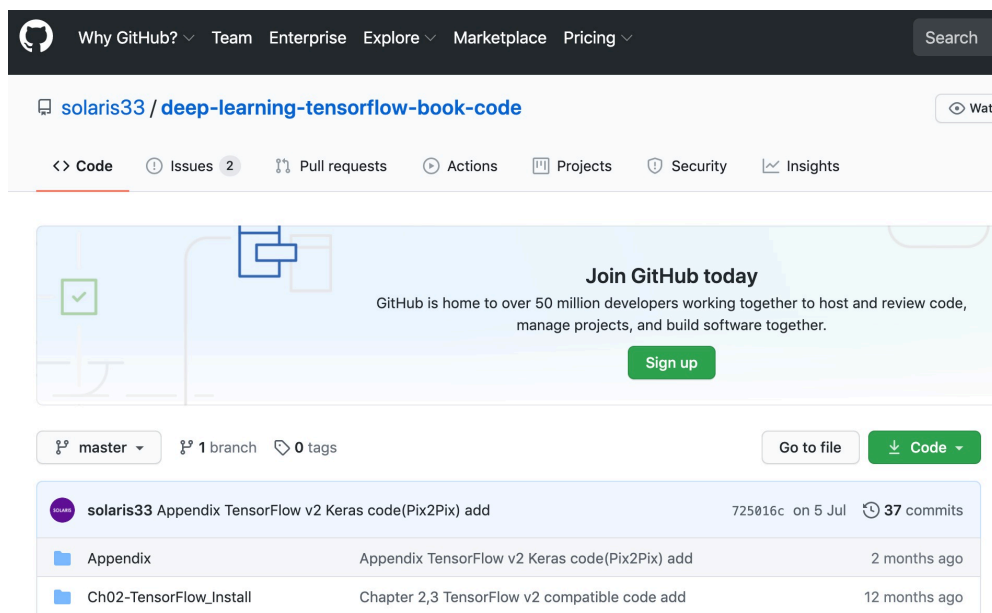 Why GitHub? Team Enterprise Explore Marketplace Pricing Search
solaris33 / deep-learning-tensorflow-book-code Wat
<> Code Issues 2 Pull requests Actions Projects Security Insights
Join GitHub today
GitHub is home to over 50 million developers working together to host and review code,
manage projects, and build software together.
Sign up
master 1 branch 0 tags Go to file Code
SOLARIS solaris33 Appendix TensorFlow v2 Keras code(Pix2Pix) add 725016c on 5 Jul 37 commits
Appendix Appendix TensorFlow v2 Keras code(Pix2Pix) add 2 months ago
Ch02-TensorFlow_Install Chapter 2,3 TensorFlow v2 compatible code add 12 months ago